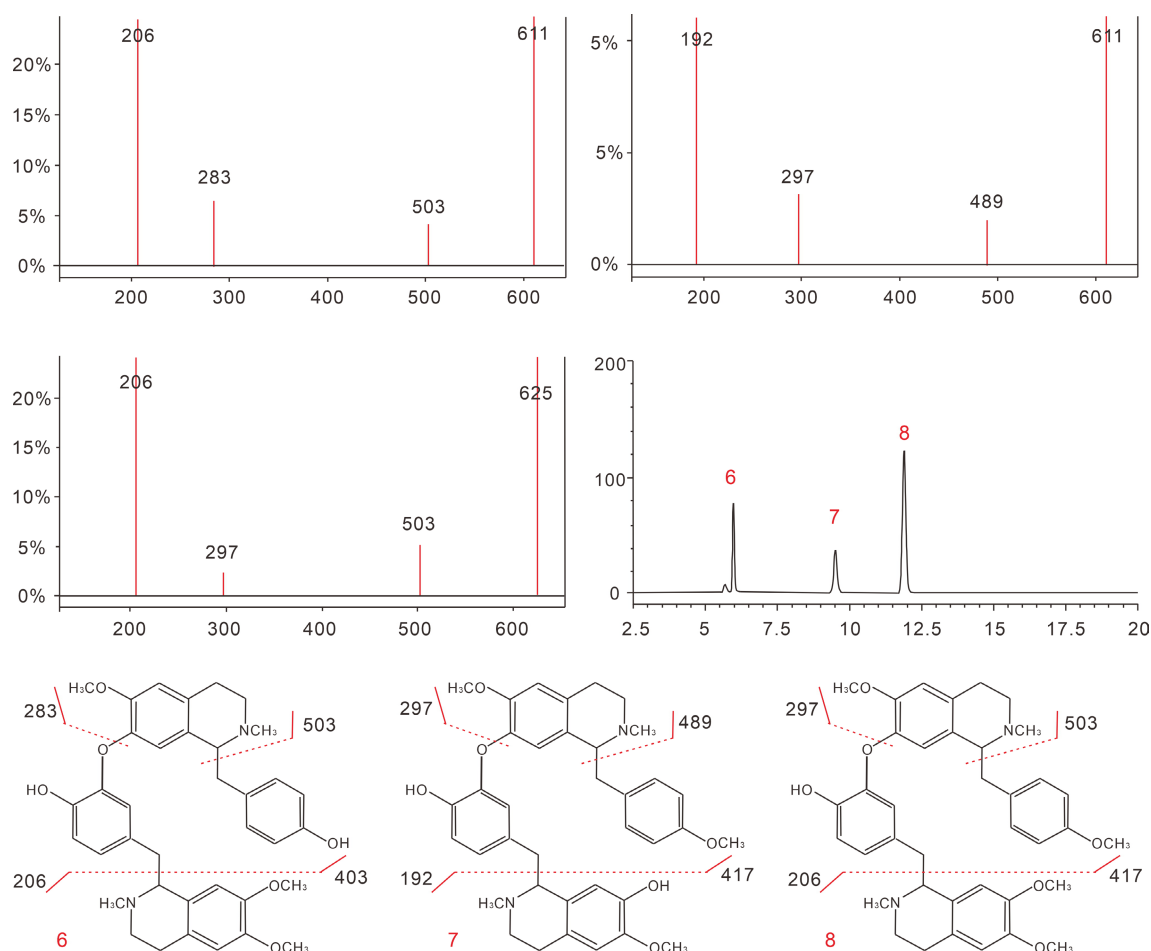 206
611
20%
15%
10%
5%
0%
283
503
200
300
400
500
600
192
611
5%
5%
0%
297
489
200
300
400
500
600
206
625
20%
15%
10%
5%
0%
297
503
200
300
400
500
600
200
100
0
6
7
8
2.5
5
7.5
10
12.5
15
17.5
20
H₃CO
283
NCH₃
503
O
HO
OH
206
403
H₃CN
OCH₃
OCH₃
6
H₃CO
297
NCH₃
489
O
HO
OCH₃
192
417
H₃CN
OH
OCH₃
7
H₃CO
297
NCH₃
503
O
HO
OCH₃
206
417
H₃CN
OCH₃
OCH₃
8